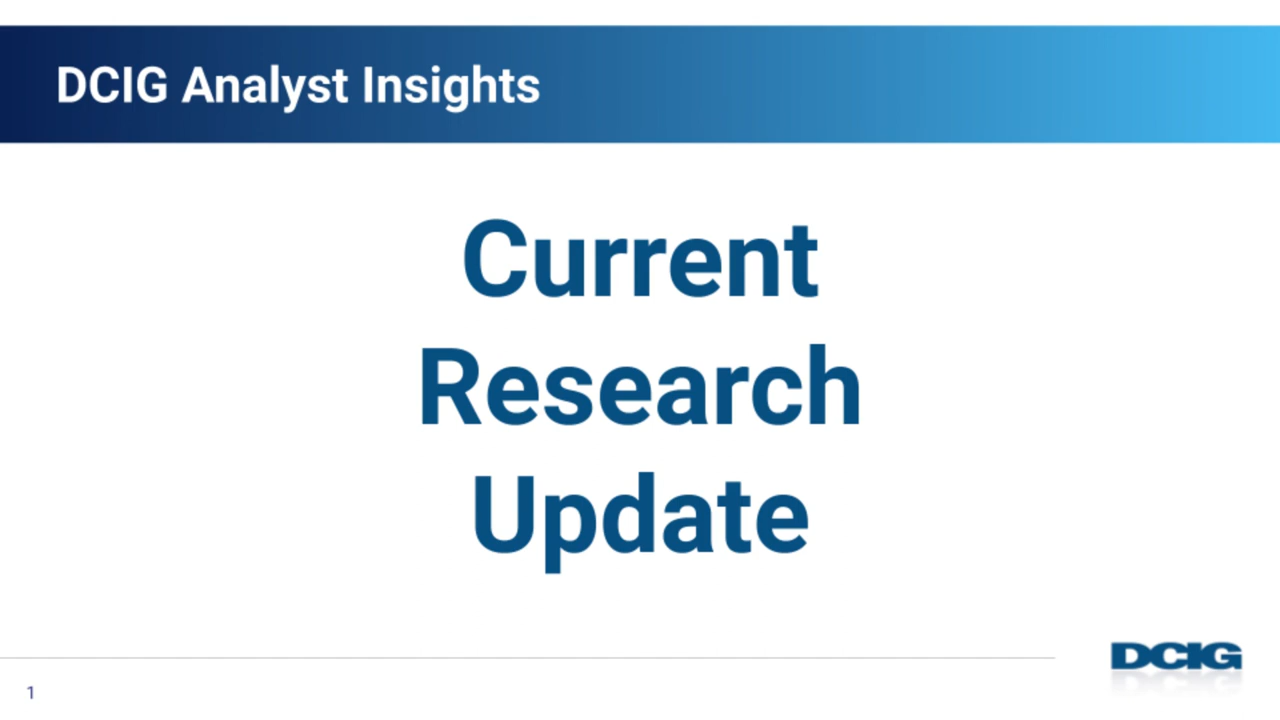 DCIG Analyst Insights
Current
Research
Update
DCIG
1